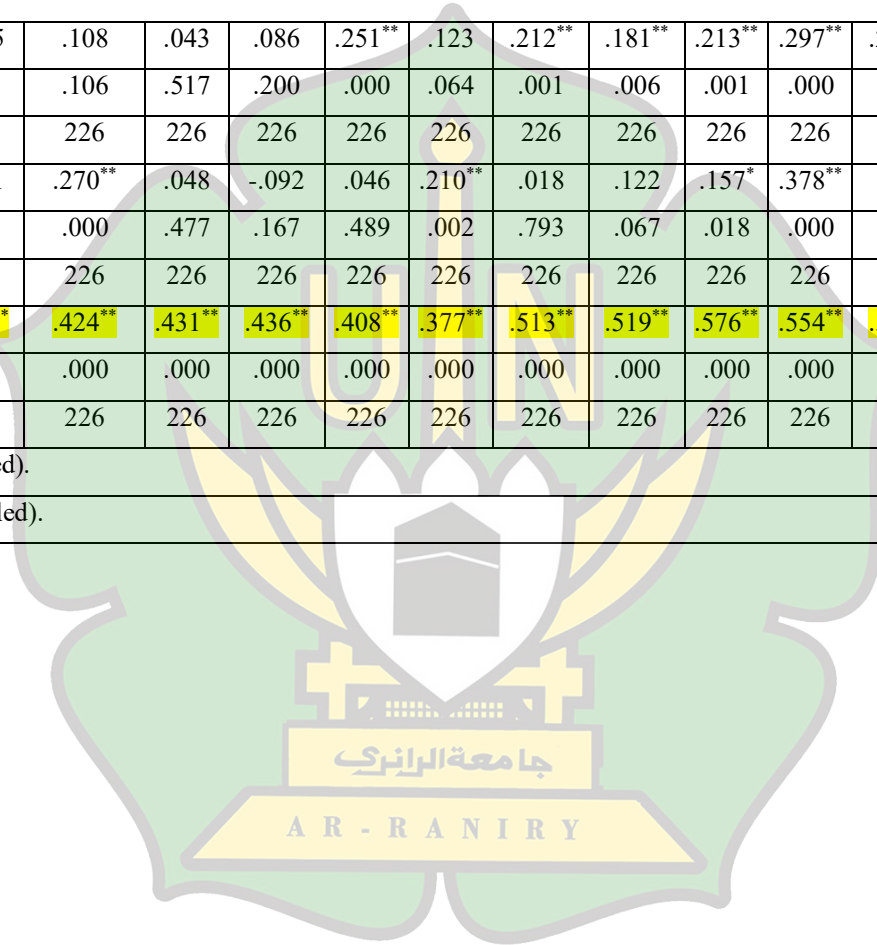 5 .108 .043 .086 .251** .123 .212** .181** .213** .297**
.106 .517 .200 .000 .064 .001 .006 .001 .000
226 226 226 226 226 226 226 226 226
.270** .048 -.092 .046 .210** .018 .122 .157* .378**
.000 .477 .167 .489 .002 .793 .067 .018 .000
226 226 226 226 226 226 226 226 226
* .424** .431** .436** .408** .377** .513** .519** .576** .554**
.000 .000 .000 .000 .000 .000 .000 .000 .000
226 226 226 226 226 226 226 226 226
ed).
led).
UIN
جامعةالرانري
AR-RANIRY